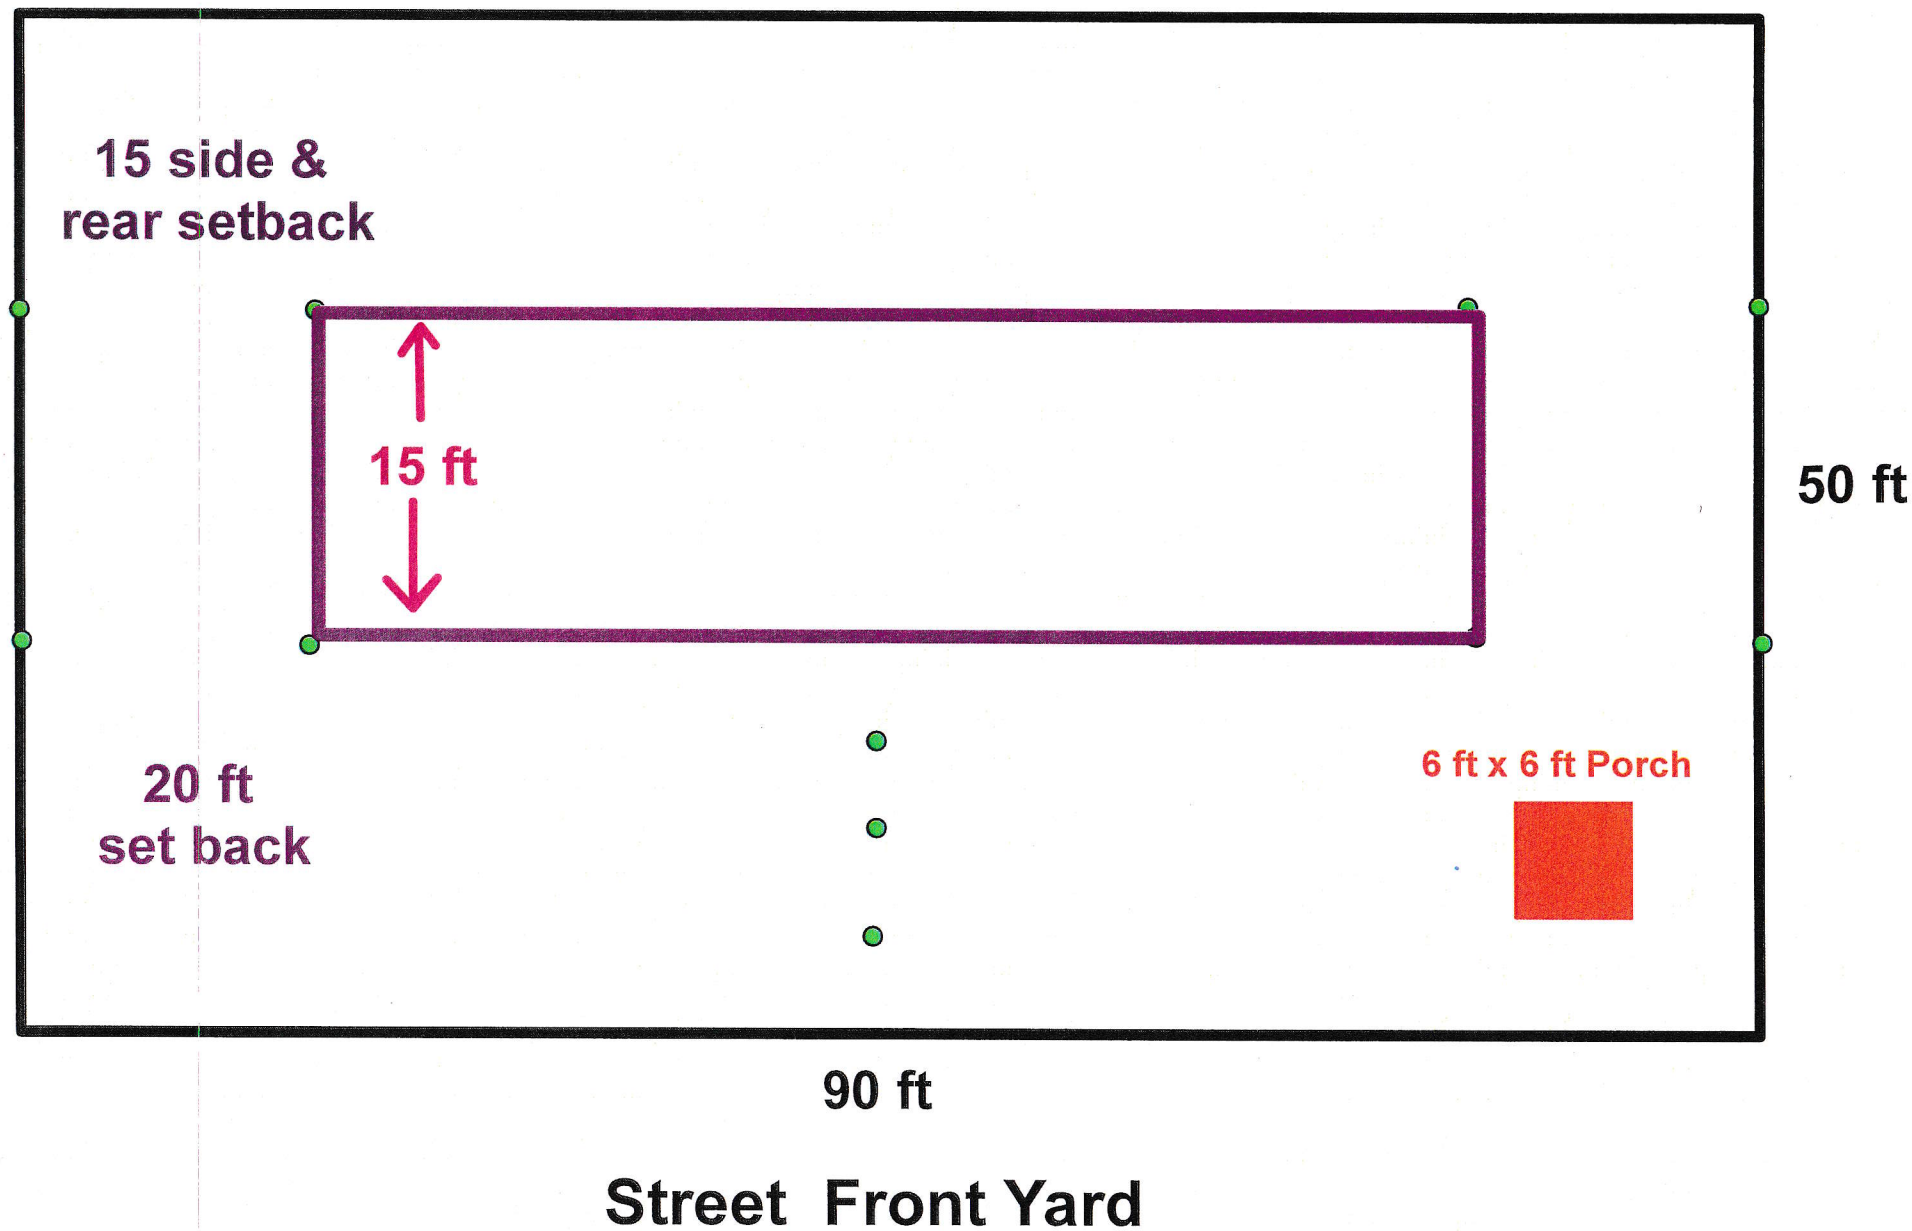 15 side &
rear setback
15 ft
50 ft
20 ft
set back
6 ft x 6 ft Porch
90 ft
Street Front Yard